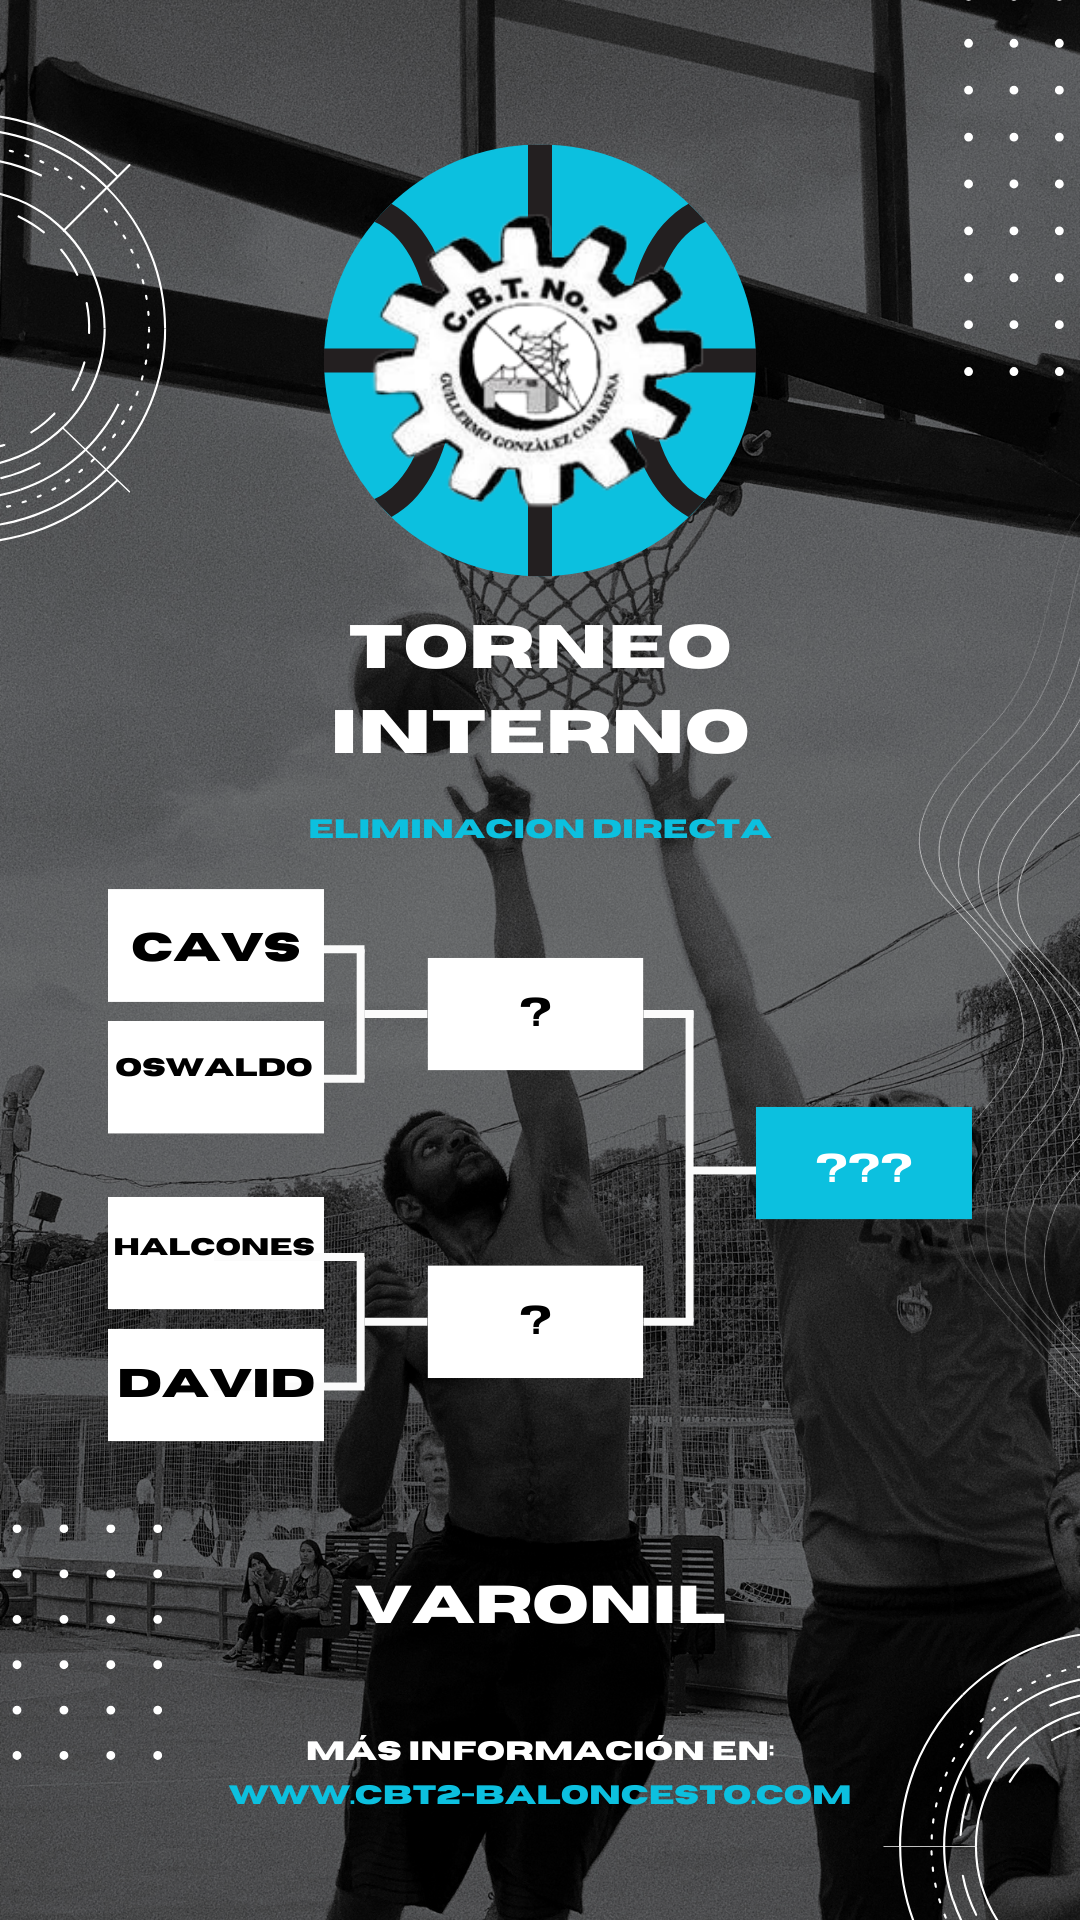 C.B.T. No. 2
GUILLERMO GONZÀLEZ CAMARENA
TORNEO
INTERNO
ELIMINACION DIRECTA
CAVS
?
OSWALDO
???
HALCONES
?
DAVID
VARONIL
MÁS INFORMACIÓN EN:
WWW.CBT2-BALONCESTO.COM